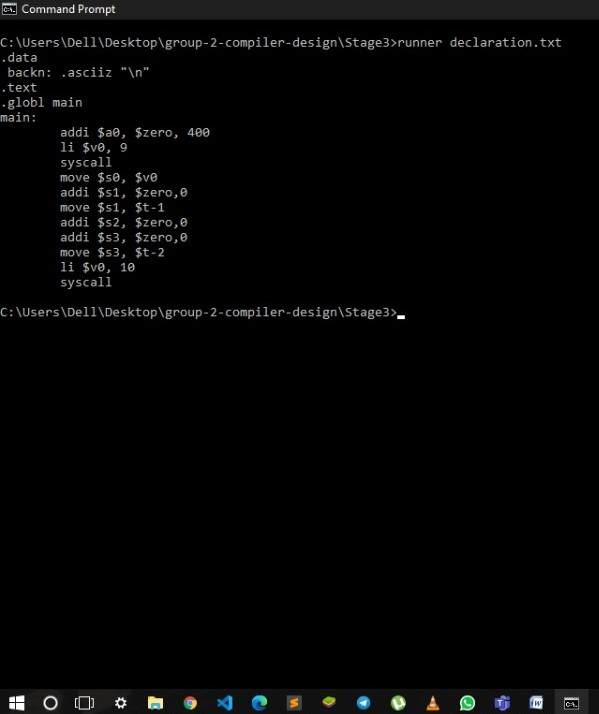 Command Prompt
C:\Users\Dell\Desktop\group-2-compiler-design\Stage3>runner declaration.txt
.data
 backn: .asciiz "\n"
.text
.globl main
main:
        addi $a0, $zero, 400
        li $v0, 9
        syscall
        move $s0, $v0
        addi $s1, $zero,0
        move $s1, $t-1
        addi $s2, $zero,0
        addi $s3, $zero,0
        move $s3, $t-2
        li $v0, 10
        syscall
C:\Users\Dell\Desktop\group-2-compiler-design\Stage3>